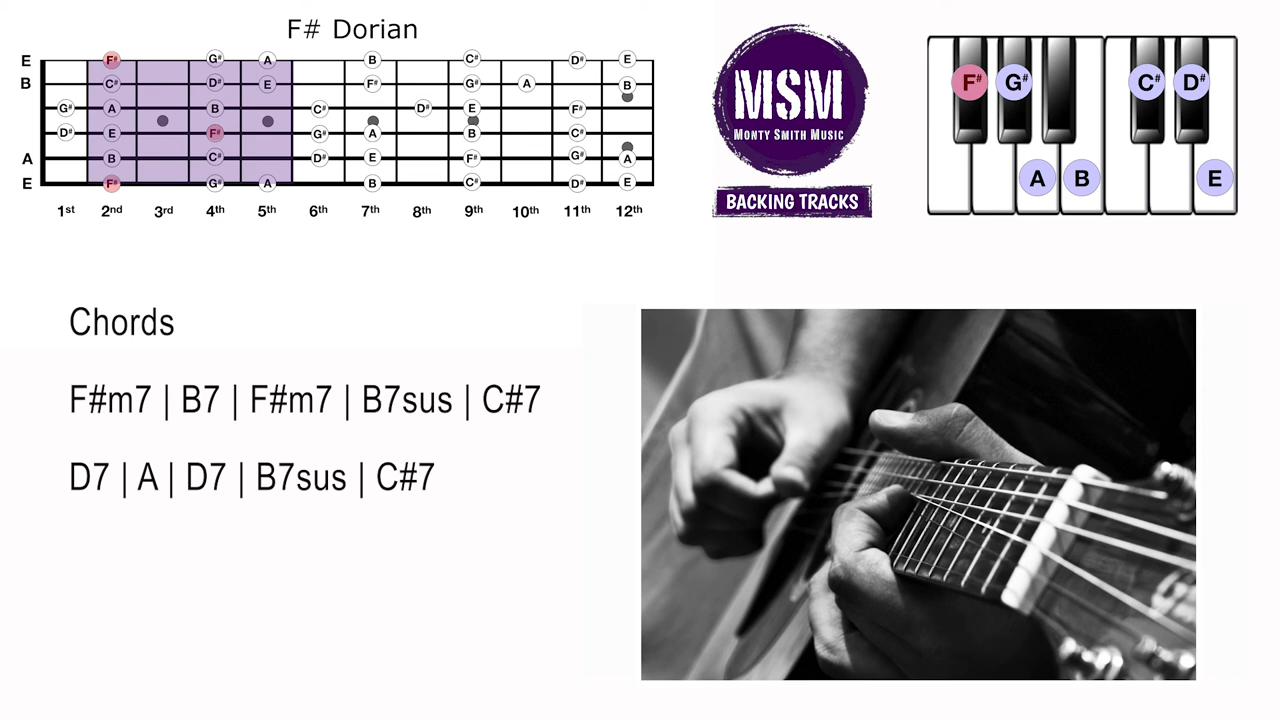 F# Dorian
E F# G# A B C# D# E
B C# D# E F# G# A B
G# A B C# D# E F#
D# E F# G# A B C#
A B C# D# E F# G# A
E F# G# A B C# D# E
1st 2nd 3rd 4th 5th 6th 7th 8th 9th 10th 11th 12th
MSM
MONTY SMITH MUSIC
BACKING TRACKS
F# G# C# D#
A B E
Chords
F#m7 | B7 | F#m7 | B7sus | C#7
D7 | A | D7 | B7sus | C#7